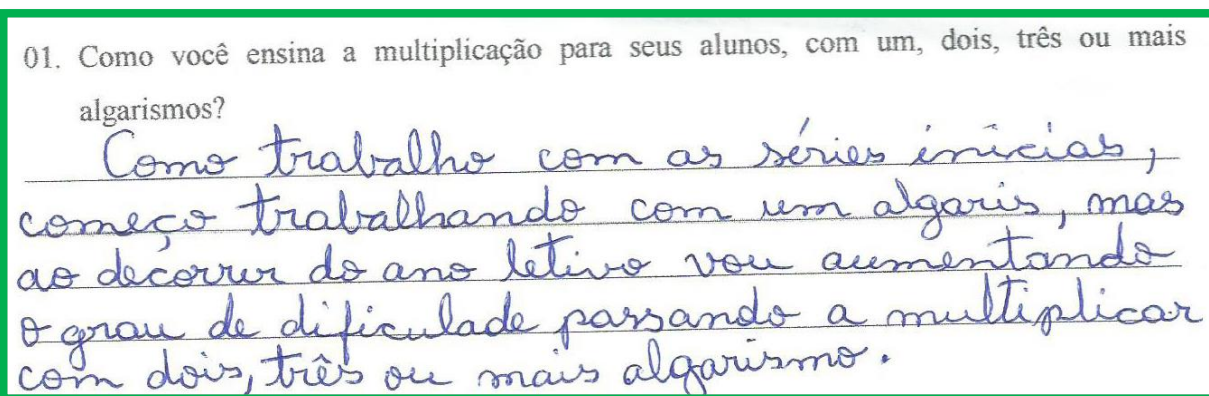 01. Como você ensina a multiplicação para seus alunos, com um, dois, três ou mais
algarismos?
Como trabalho com as séries inicias,
começo trabalhando com um algaris, mas
ao decorrer do ano letivo vou aumentando
o grau de dificulade passando a multiplicar
com dois, três ou mais algarismo.